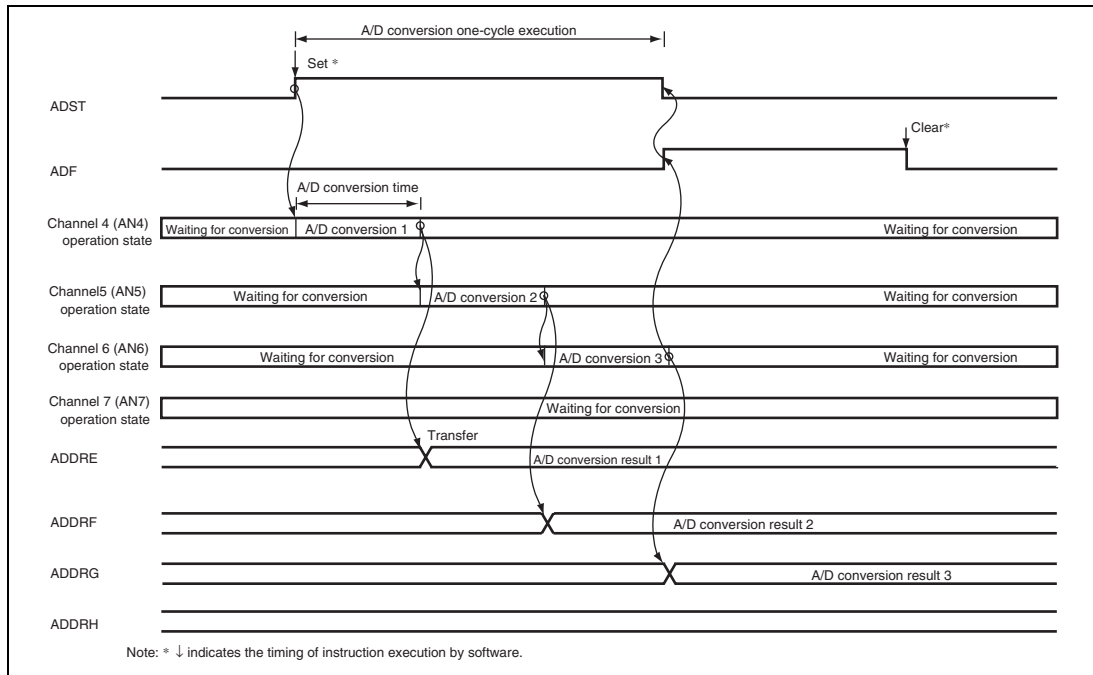 A/D conversion one-cycle execution
Set *
ADST
Clear*
ADF
A/D conversion time
Channel 4 (AN4)
operation state
Waiting for conversion
A/D conversion 1
Waiting for conversion
Channel5 (AN5)
operation state
Waiting for conversion
A/D conversion 2
Waiting for conversion
Channel 6 (AN6)
operation state
Waiting for conversion
A/D conversion 3
Waiting for conversion
Channel 7 (AN7)
operation state
Waiting for conversion
Transfer
ADDRE
A/D conversion result 1
ADDRF
A/D conversion result 2
ADDRG
A/D conversion result 3
ADDRH
Note: * ↓ indicates the timing of instruction execution by software.